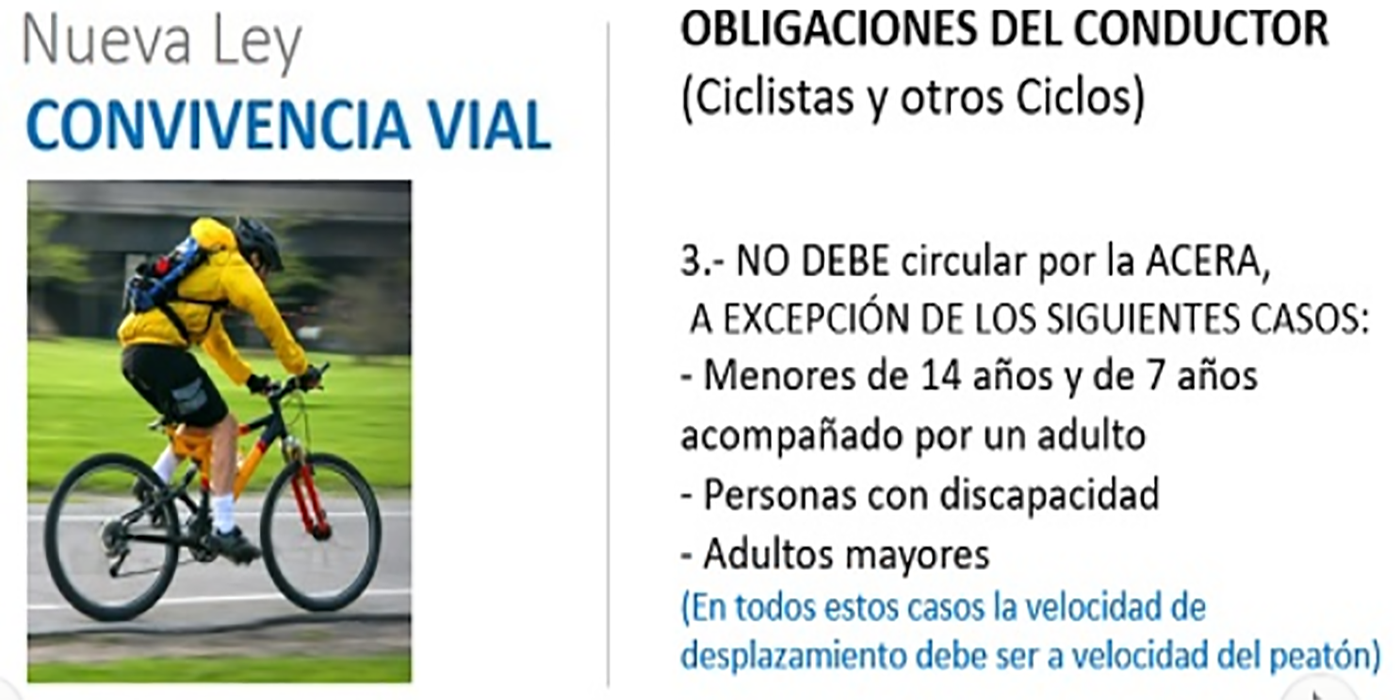 Nueva Ley
CONVIVENCIA VIAL
OBLIGACIONES DEL CONDUCTOR
(Ciclistas y otros Ciclos)
3.- NO DEBE circular por la ACERA,
A EXCEPCIÓN DE LOS SIGUIENTES CASOS:
- Menores de 14 años y de 7 años
acompañado por un adulto
- Personas con discapacidad
- Adultos mayores
(En todos estos casos la velocidad de
desplazamiento debe ser a velocidad del peatón)